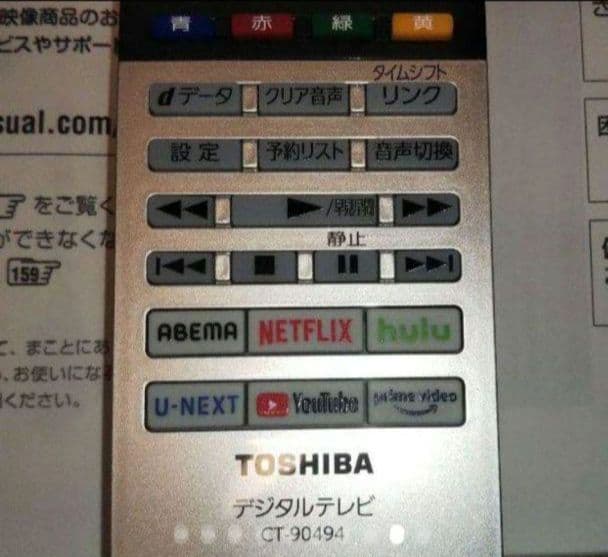 映像商品のお
青 赤 緑 黄
ビスやサポー
タイムシフト
dデータ クリア音声 リンク
sual.com/
設定 予約リスト 音声切換
をご覧く
ができなくな
静止
159
ABEMA NETFLIX hulu
て、まことにあ
、お使いにな
ください。
U-NEXT YouTube prime video
TOSHIBA
デジタルテレビ
CT-90494